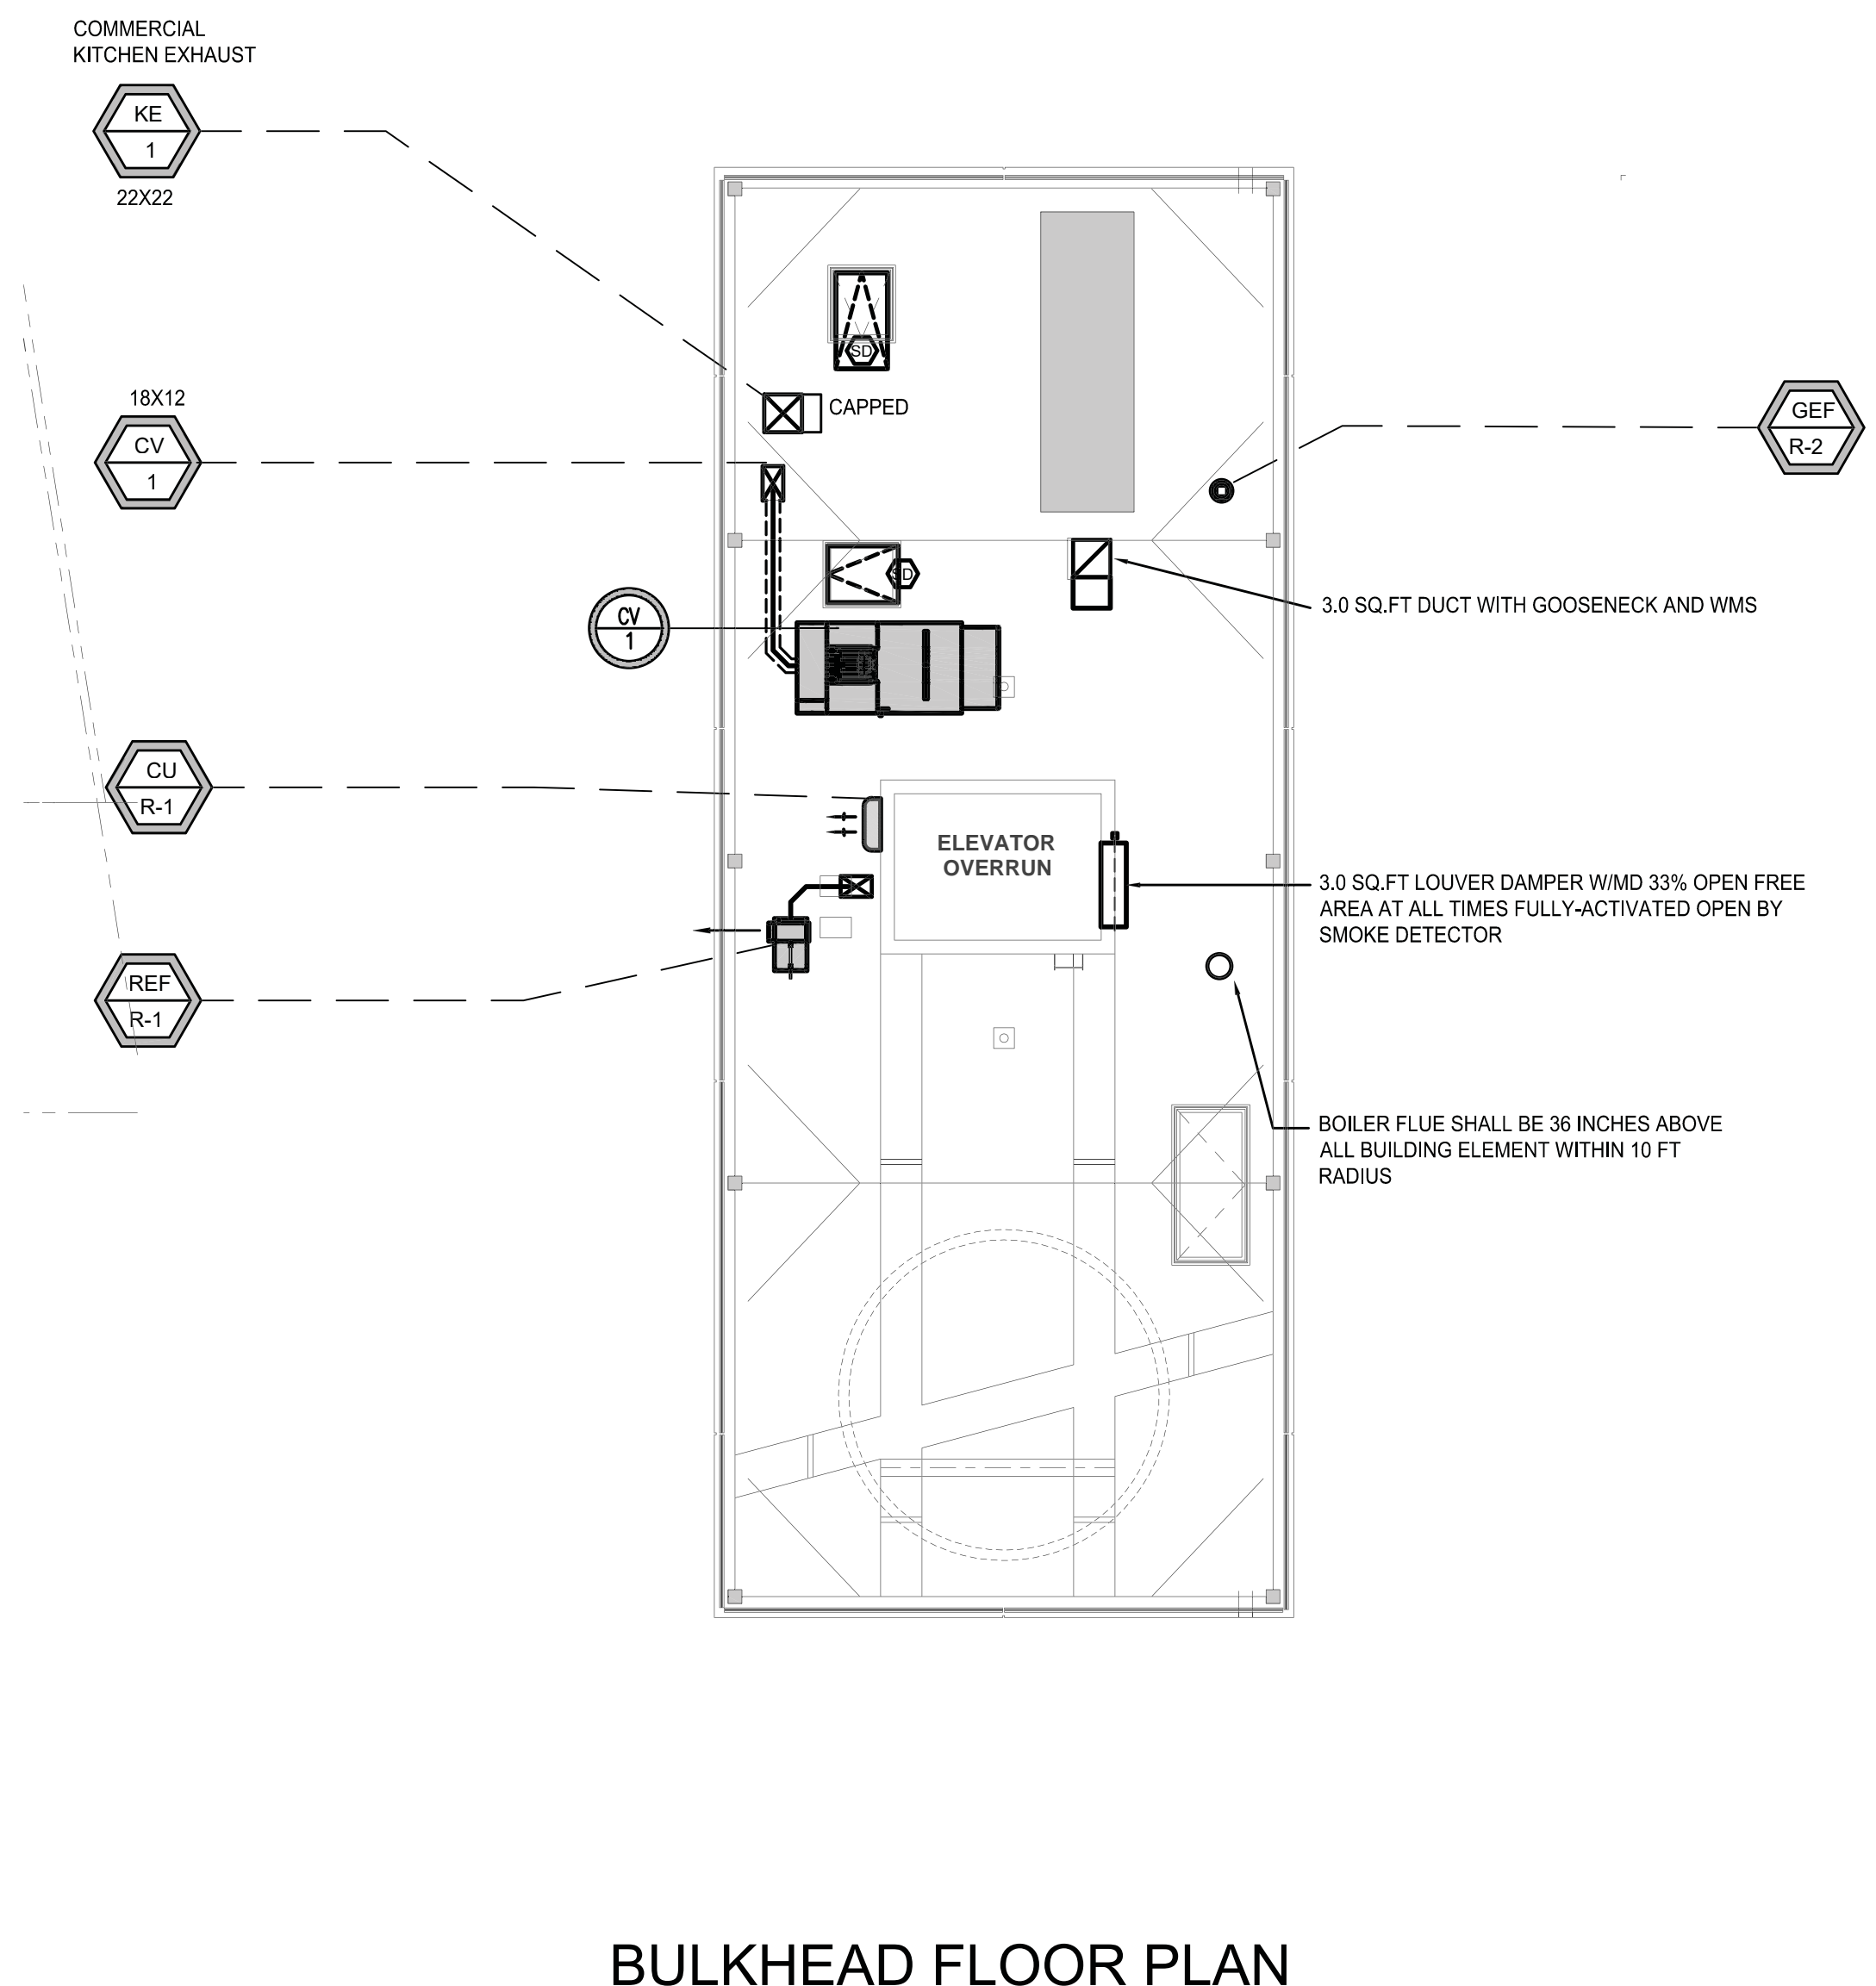 COMMERCIAL
KITCHEN EXHAUST
KE
1
22X22
SD
CAPPED
18X12
CV
1
GEF
R-2
SD
3.0 SQ.FT DUCT WITH GOOSENECK AND WMS
CV
1
CU
R-1
ELEVATOR
OVERRUN
3.0 SQ.FT LOUVER DAMPER W/MD 33% OPEN FREE
AREA AT ALL TIMES FULLY-ACTIVATED OPEN BY
SMOKE DETECTOR
REF
R-1
BOILER FLUE SHALL BE 36 INCHES ABOVE
ALL BUILDING ELEMENT WITHIN 10 FT
RADIUS
BULKHEAD FLOOR PLAN